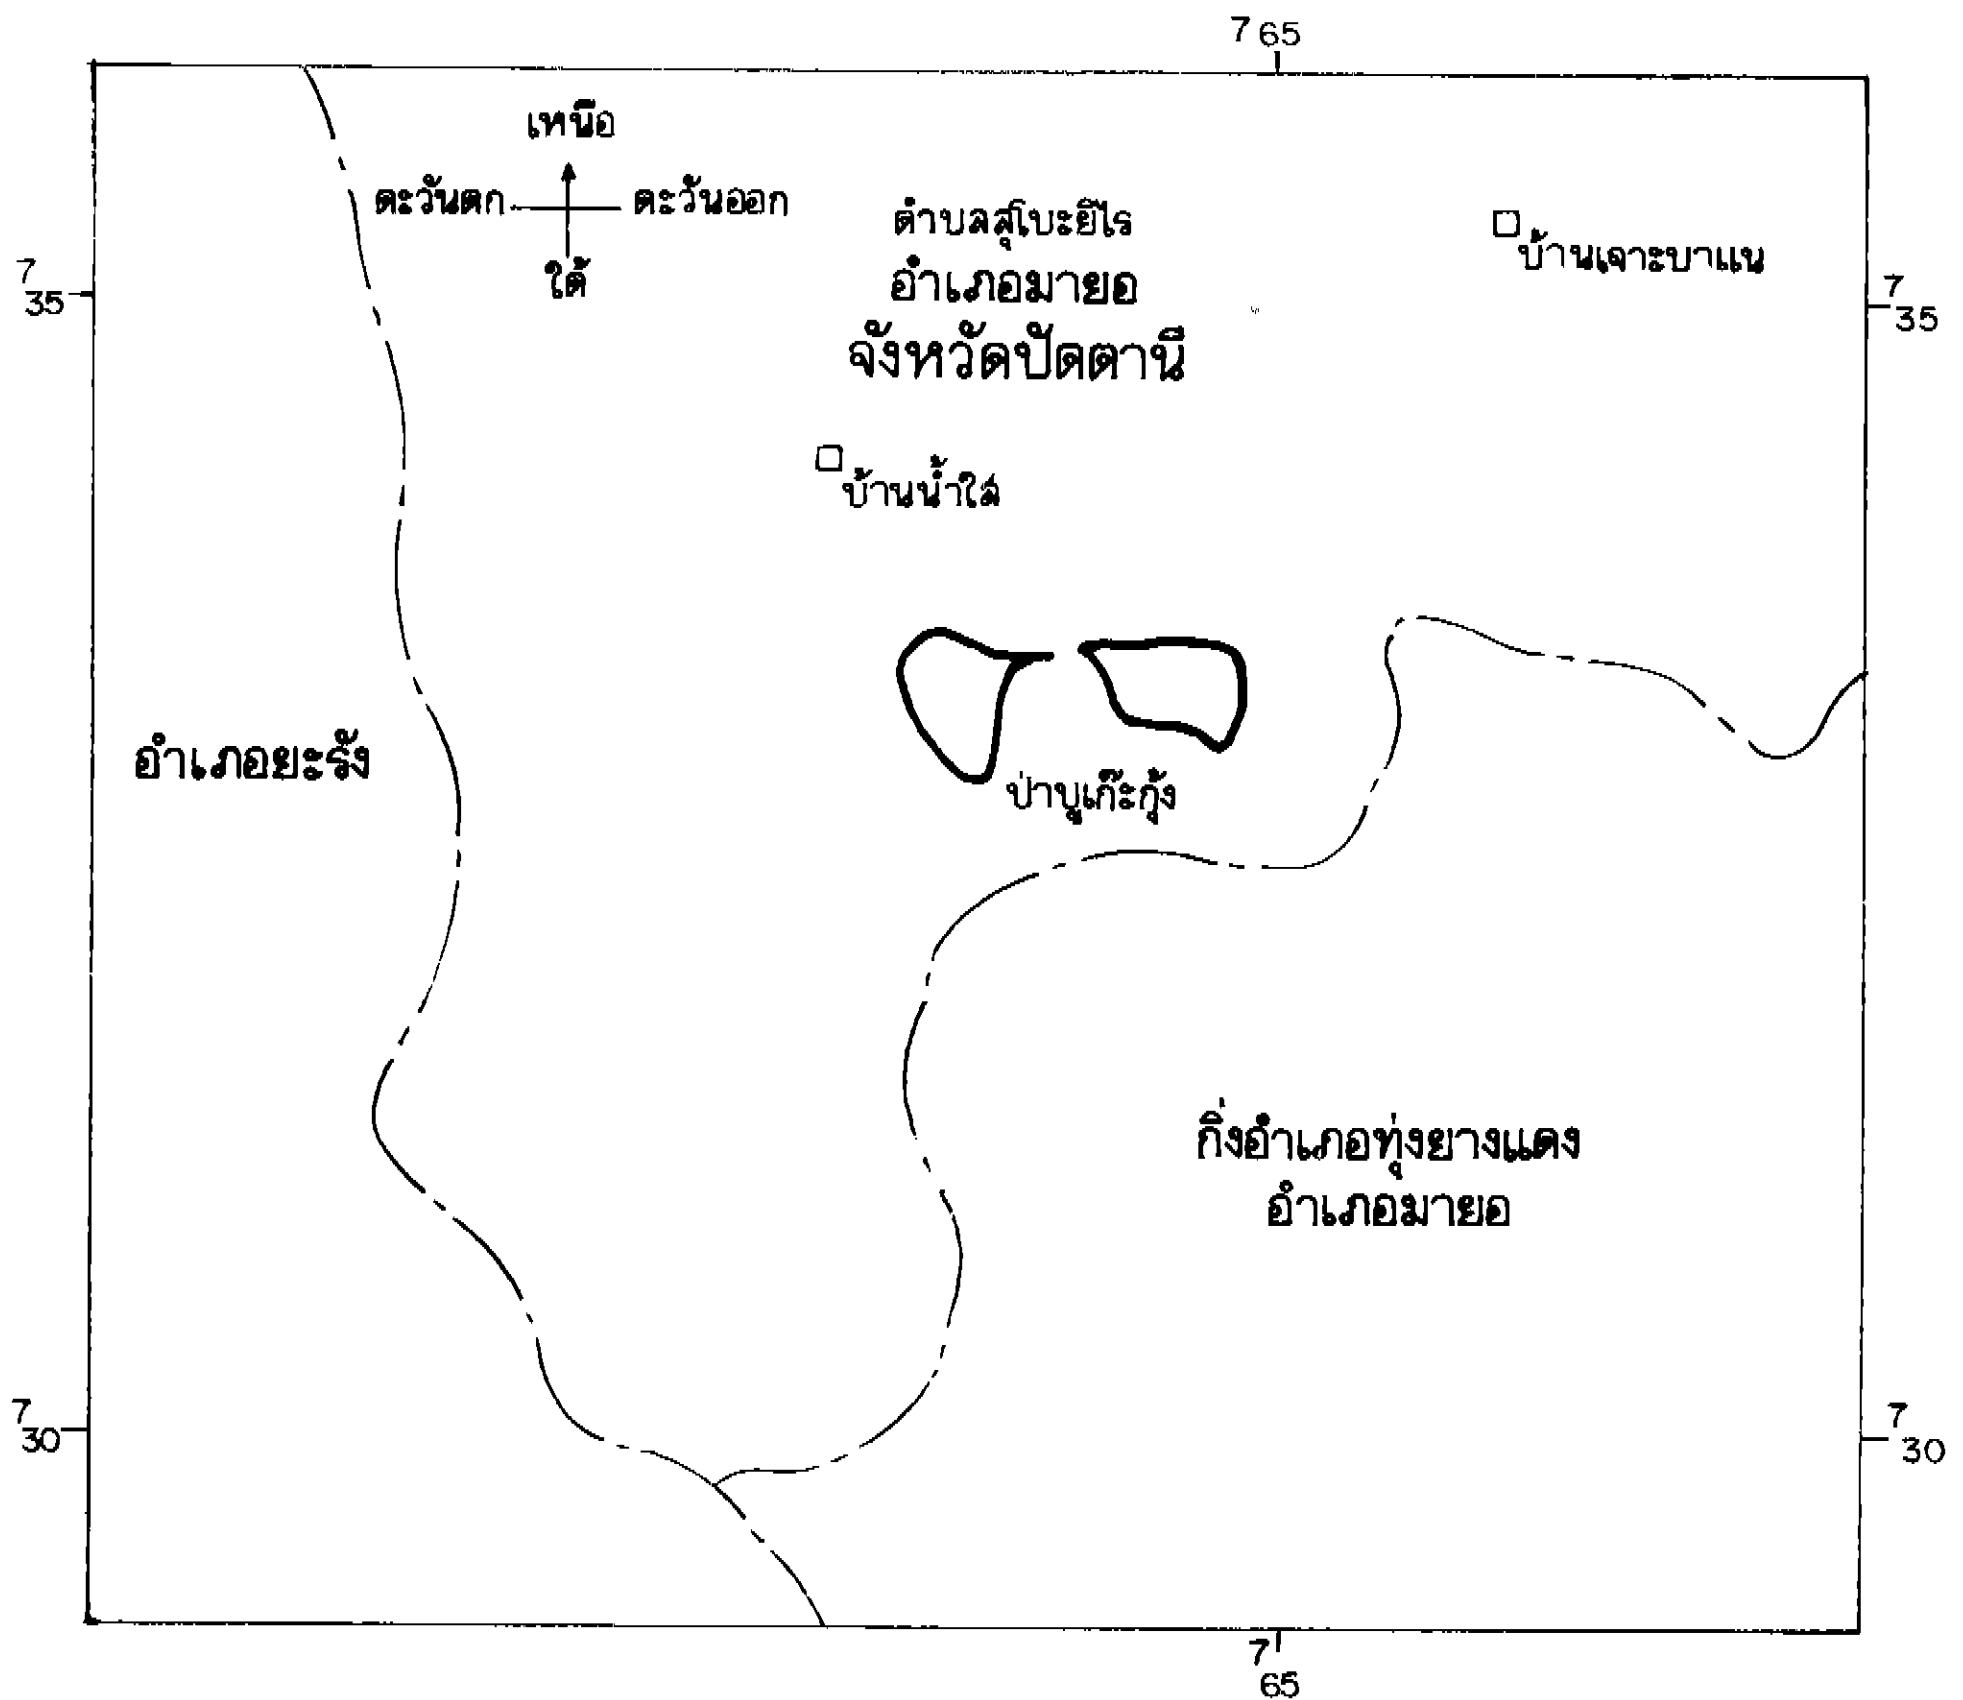 7 65
เหนือ
ตะวันตก ตะวันออก
ใต้
ตำบลสุโบะยิไร
อำเภอมายอ
จังหวัดปัตตานี
บ้านเจาะบาแน
7 35
7 35
บ้านน้ำใส
อำเภอยะรัง
ป่าบูเก๊ะกุ้ง
กิ่งอำเภอทุ่งยางแดง
อำเภอมายอ
7 30
7 30
7 65